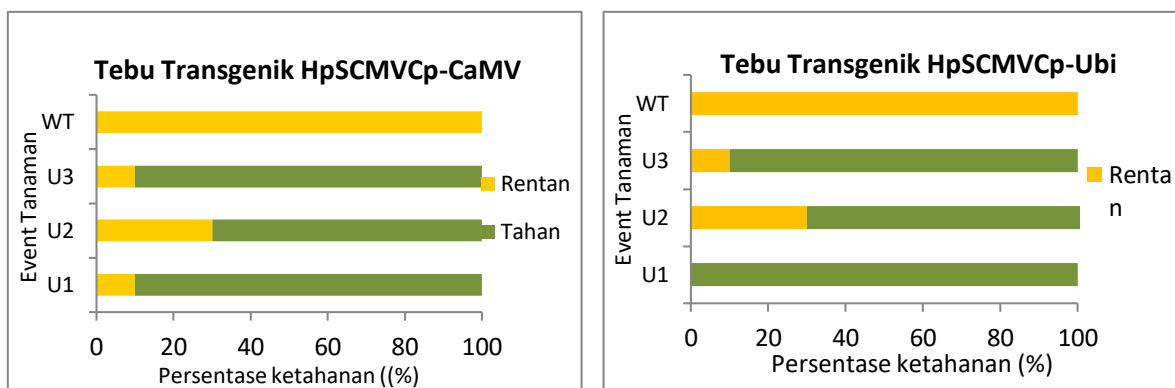 Tebu Transgenik HpSCMVCp-CaMV
Event Tanaman
WT
U3
U2
U1
0 20 40 60 80 100
Persentase ketahanan ((%)
Rentan
Tahan
Tebu Transgenik HpSCMVCp-Ubi
Event Tanaman
WT
U3
U2
U1
0 20 40 60 80 100
Persentase ketahanan (%)
Renta
n